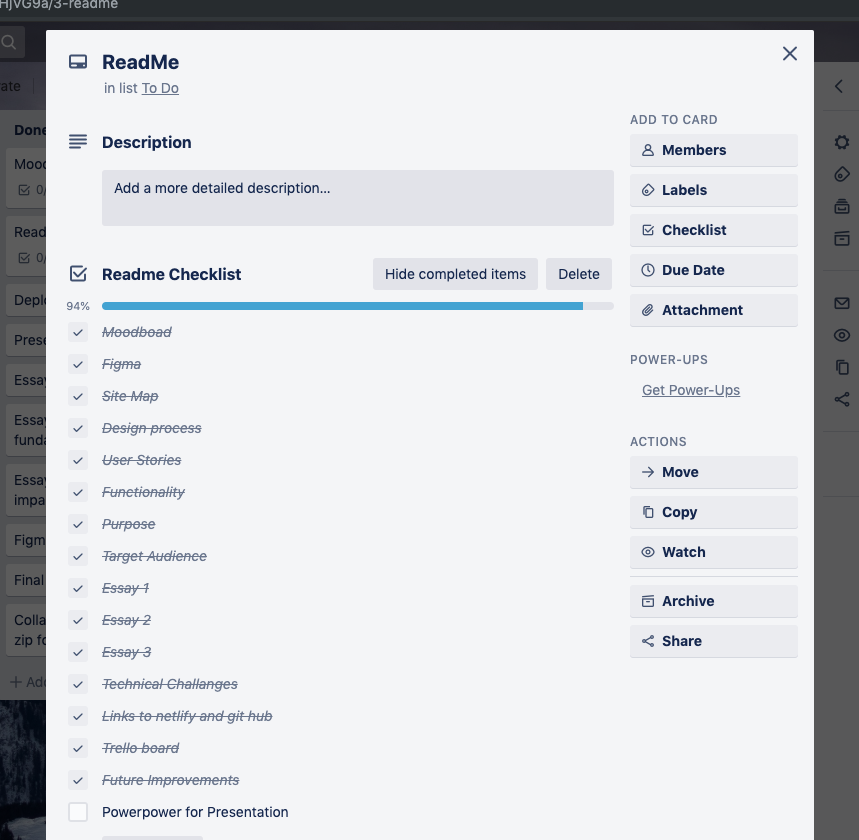 HjVG9a/3-readme
ReadMe
in list To Do
Description
Add a more detailed description...
Readme Checklist
Hide completed items
Delete
94%
Moodboad
Figma
Site Map
Design process
User Stories
Functionality
Purpose
Target Audience
Essay 1
Essay 2
Essay 3
Technical Challanges
Links to netlify and git hub
Trello board
Future Improvements
Powerpower for Presentation
ADD TO CARD
Members
Labels
Checklist
Due Date
Attachment
POWER-UPS
Get Power-Ups
ACTIONS
Move
Copy
Watch
Archive
Share
ate
Done
Mood
0/
Read
0/
Deplo
Prese
Essay
Essay
funda
Essay
impa
Figm
Final
Colla
zip fo
Add